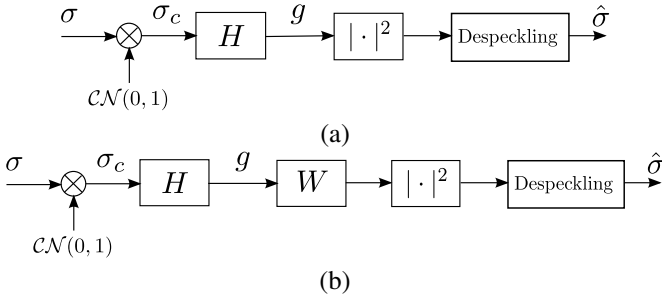 σ σ_c H g |·|² Despeckling σ̂
𝒞𝒩(0, 1)
(a)
σ σ_c H g W |·|² Despeckling σ̂
𝒞𝒩(0, 1)
(b)